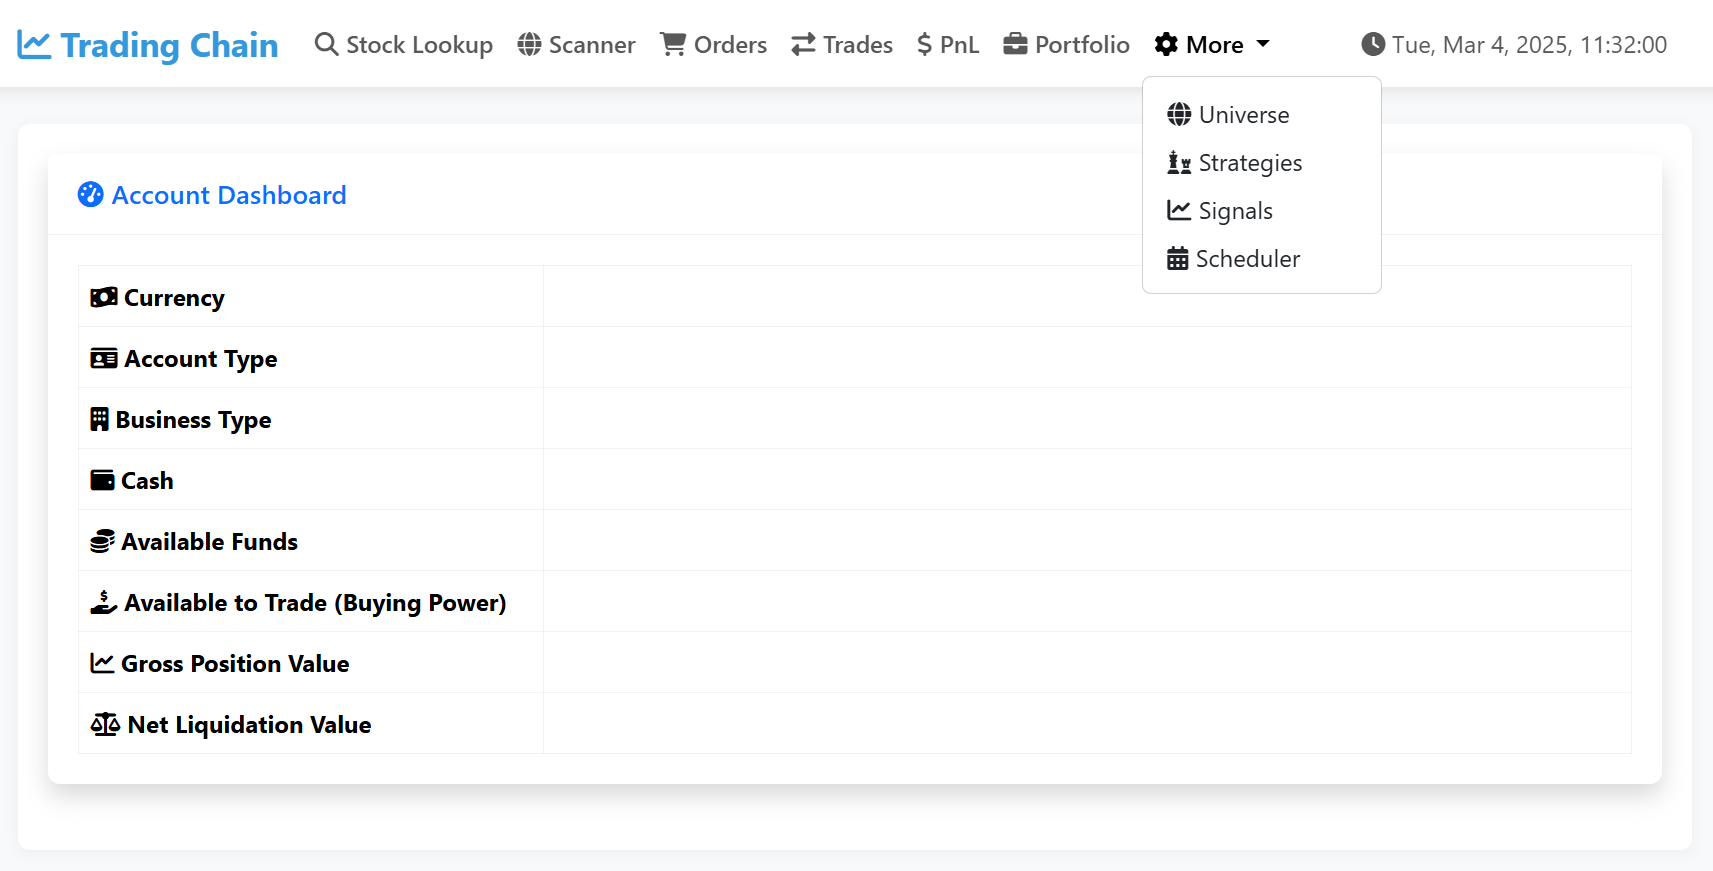 Trading Chain Stock Lookup Scanner Orders Trades $ PnL Portfolio More Tue, Mar 4, 2025, 11:32:00
Universe
Strategies
Signals
Scheduler
Account Dashboard
Currency
Account Type
Business Type
Cash
Available Funds
Available to Trade (Buying Power)
Gross Position Value
Net Liquidation Value